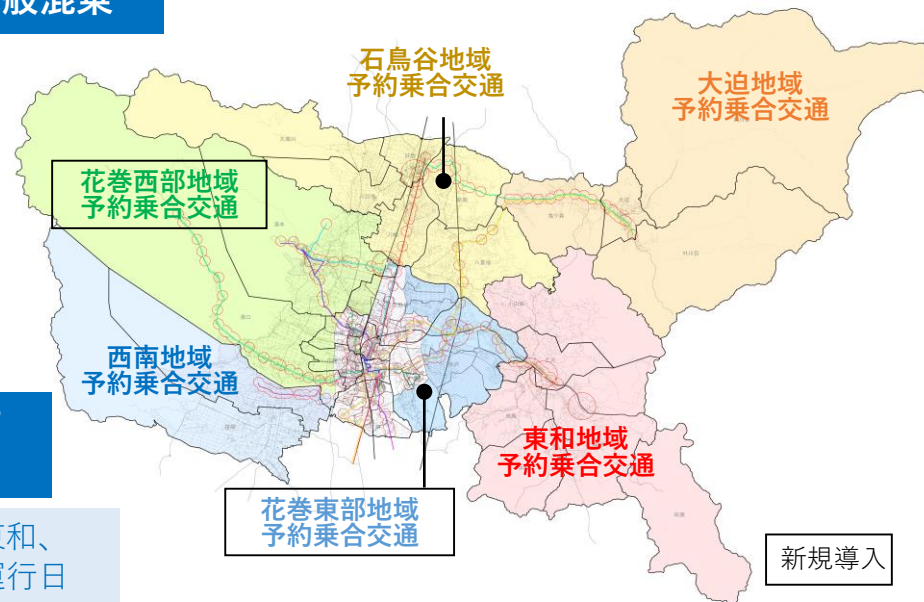 般混乗
石鳥谷地域
予約乗合交通
大迫地域
予約乗合交通
花巻西部地域
予約乗合交通
西南地域
予約乗合交通
東和地域
予約乗合交通
花巻東部地域
予約乗合交通
東和、
運行日
新規導入